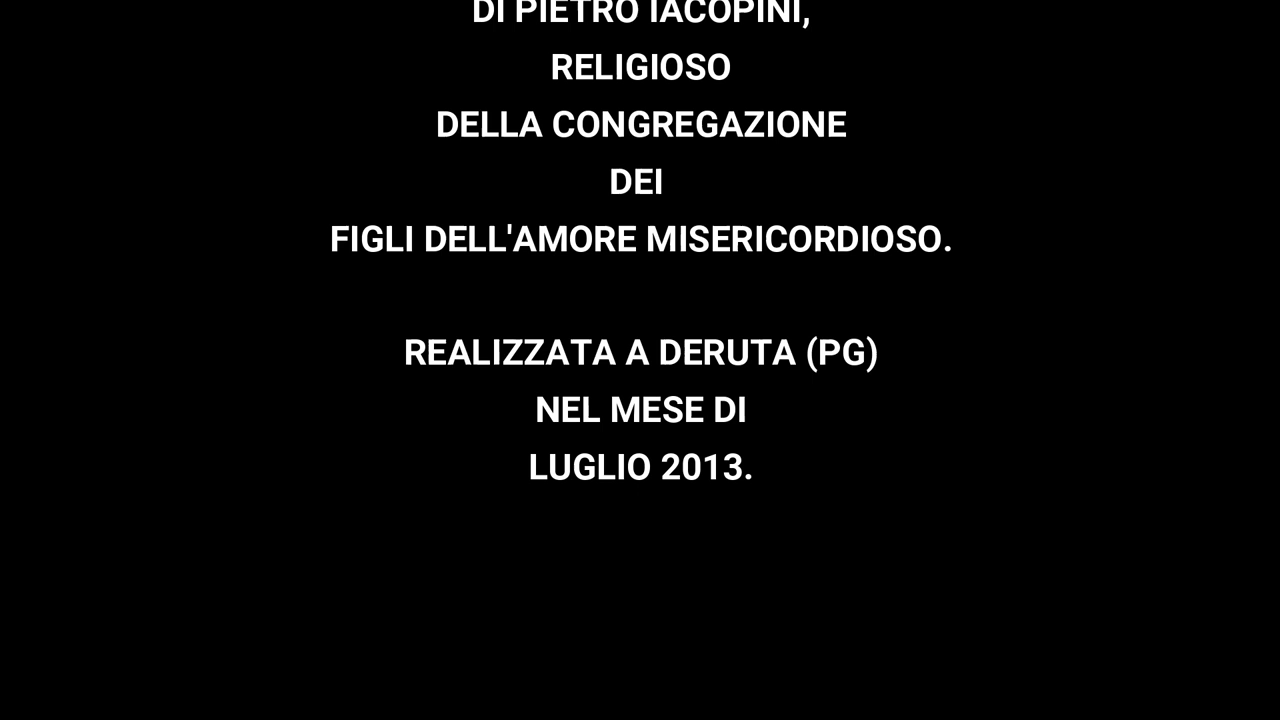 DI PIETRO IACOPINI,
RELIGIOSO
DELLA CONGREGAZIONE
DEI
FIGLI DELL'AMORE MISERICORDIOSO.
REALIZZATA A DERUTA (PG)
NEL MESE DI
LUGLIO 2013.